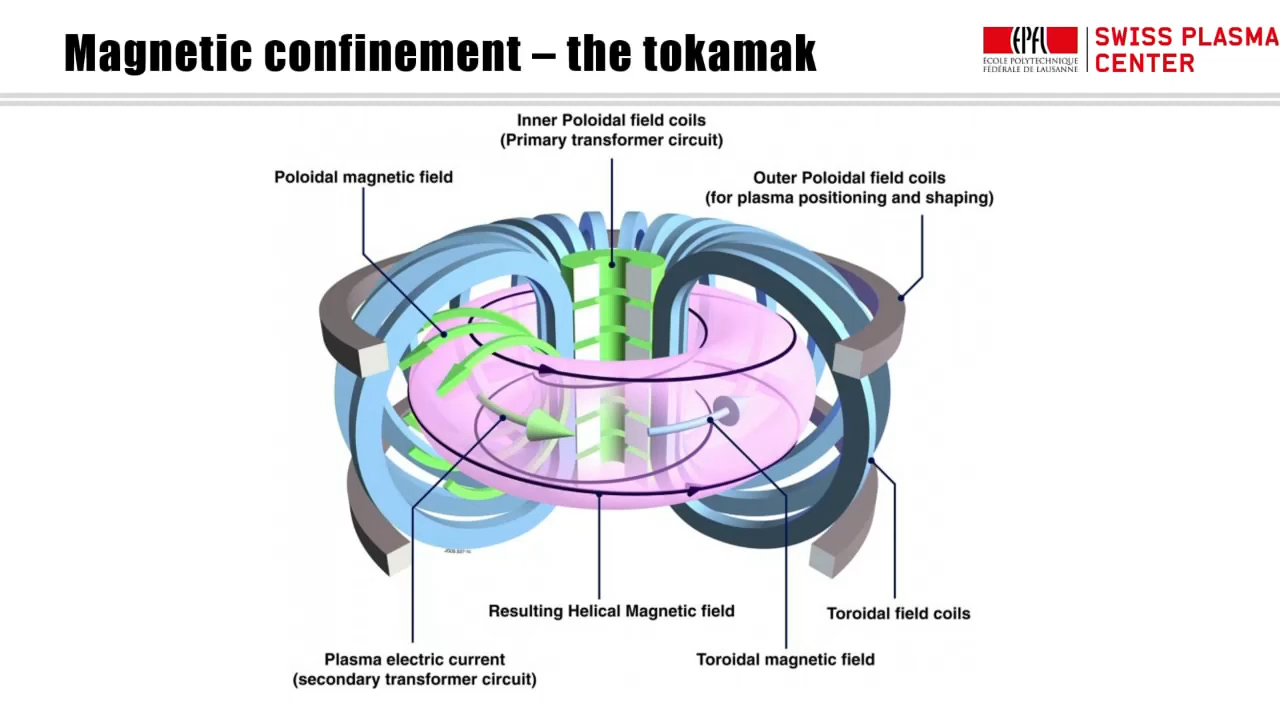 Magnetic confinement – the tokamak
EPFL
ÉCOLE POLYTECHNIQUE
FÉDÉRALE DE LAUSANNE
SWISS PLASMA
CENTER
Inner Poloidal field coils
(Primary transformer circuit)
Poloidal magnetic field
Outer Poloidal field coils
(for plasma positioning and shaping)
Resulting Helical Magnetic field
Toroidal field coils
Plasma electric current
(secondary transformer circuit)
Toroidal magnetic field